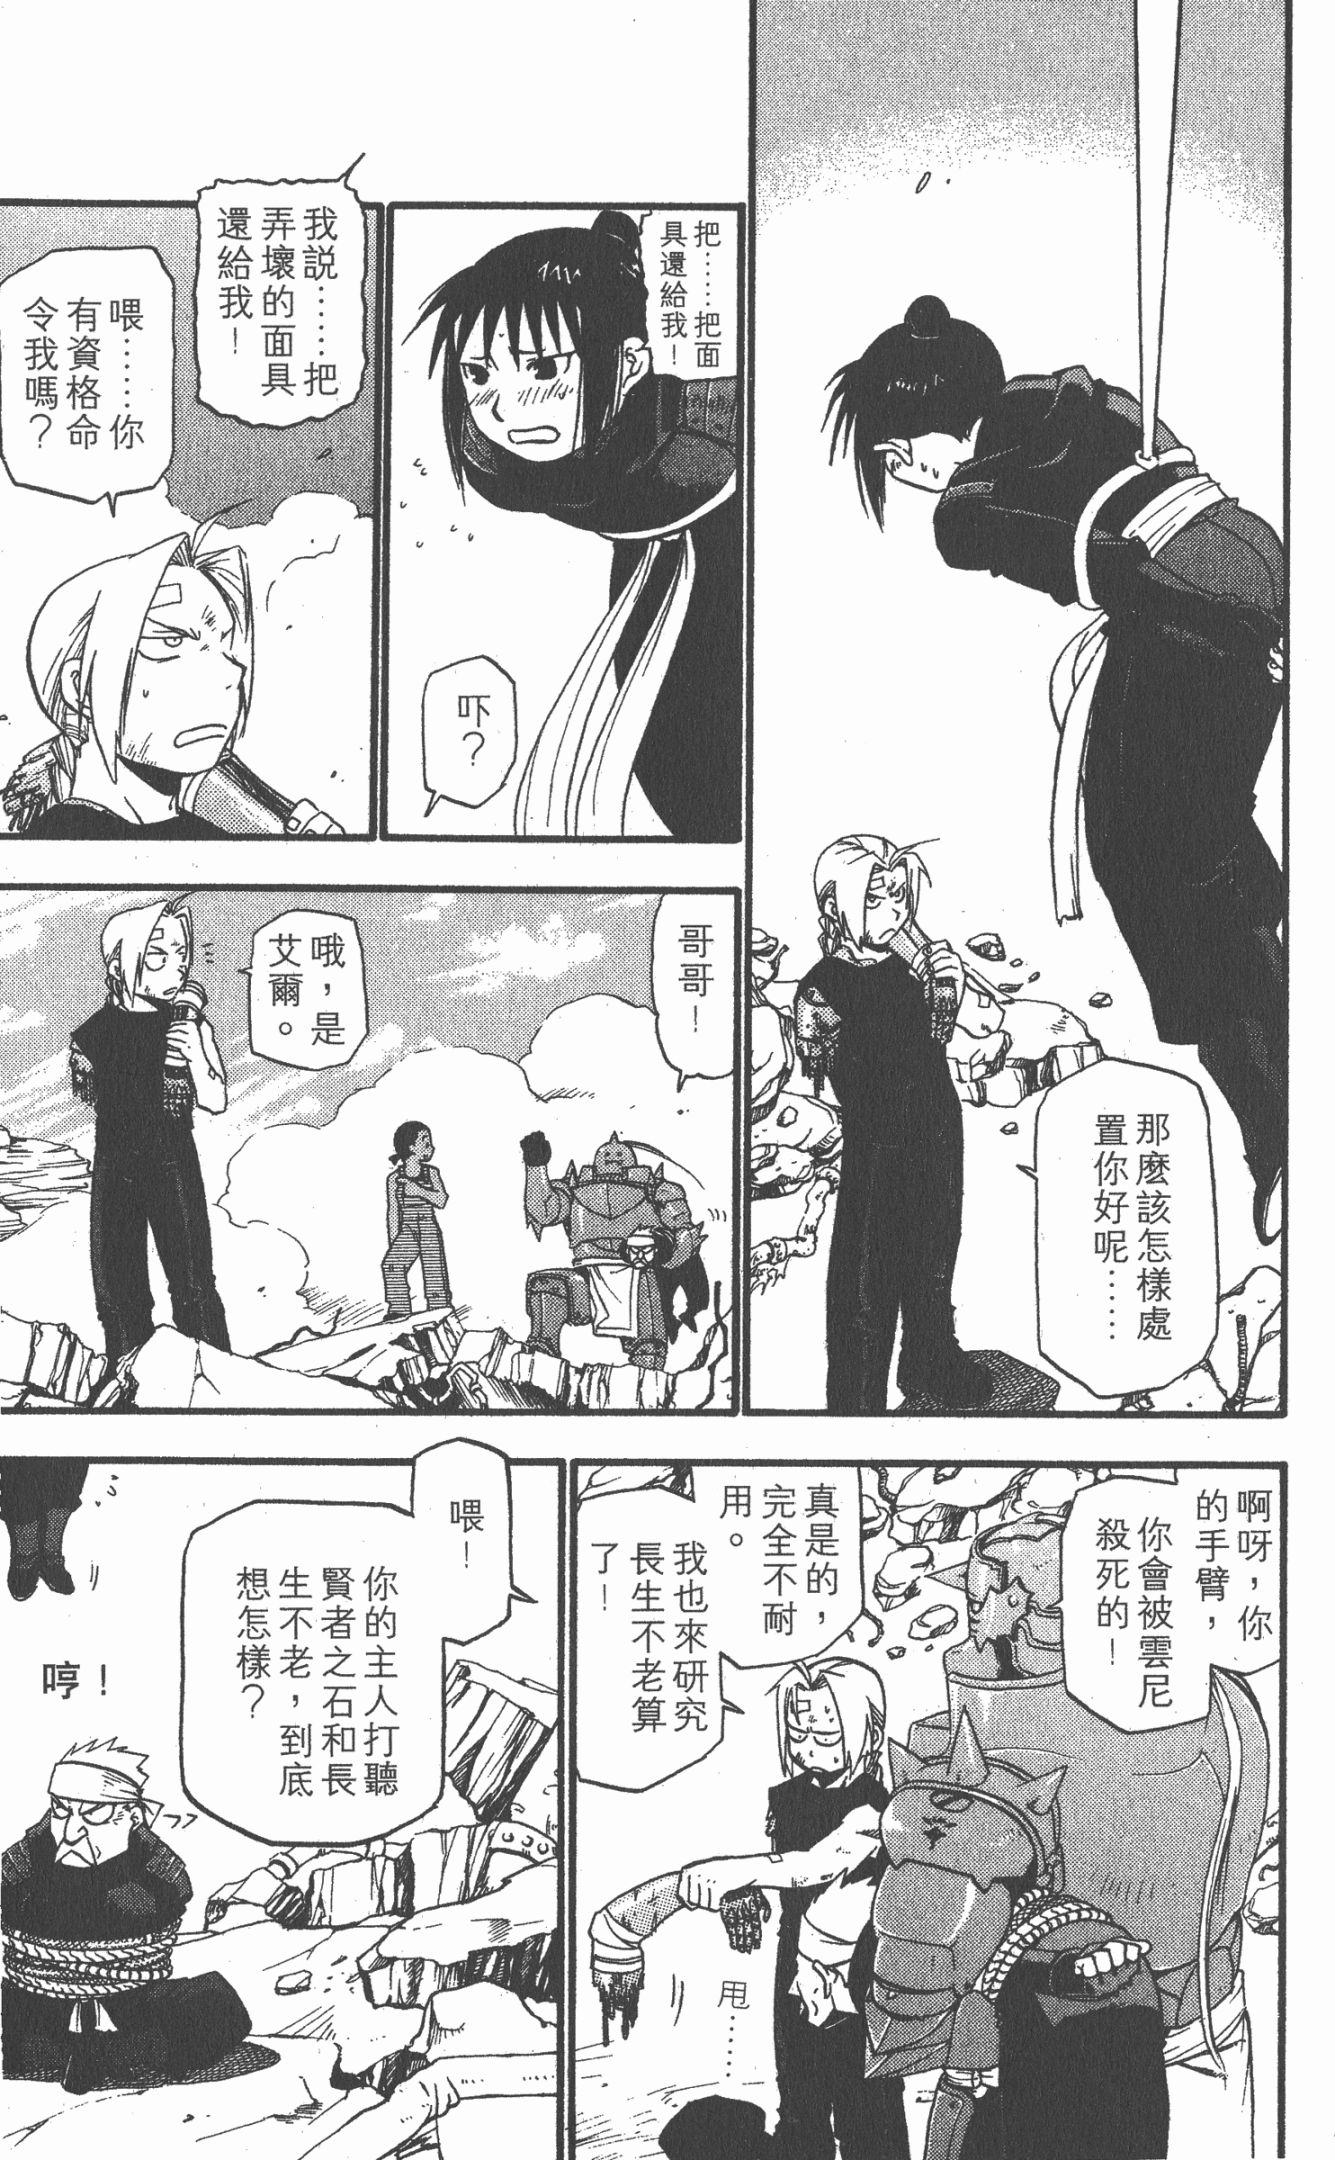 那麽該怎樣處
置你好呢……
把……把面
具還給我！
吓？
我説……把
弄壞的面具
還給我！
喂……你
有資格命
令我嗎？
哥哥！
哦，是
艾爾。
啊呀，你
的手臂，
你會被雲尼
殺死的！
真是的，
完全不耐
用。
我也來研究
長生不老算
了！
甩……
喂！
你的主人打聽
賢者之石和長
生不老，到底
想怎樣？
哼！